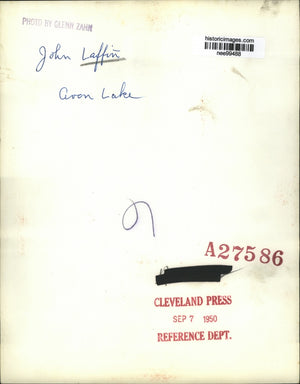 PHOTO BY GLENN ZAHN
historicimages.com
nee99488
John Laffin
Avon Lake
A27586
CLEVELAND PRESS
SEP 7 1950
REFERENCE DEPT.